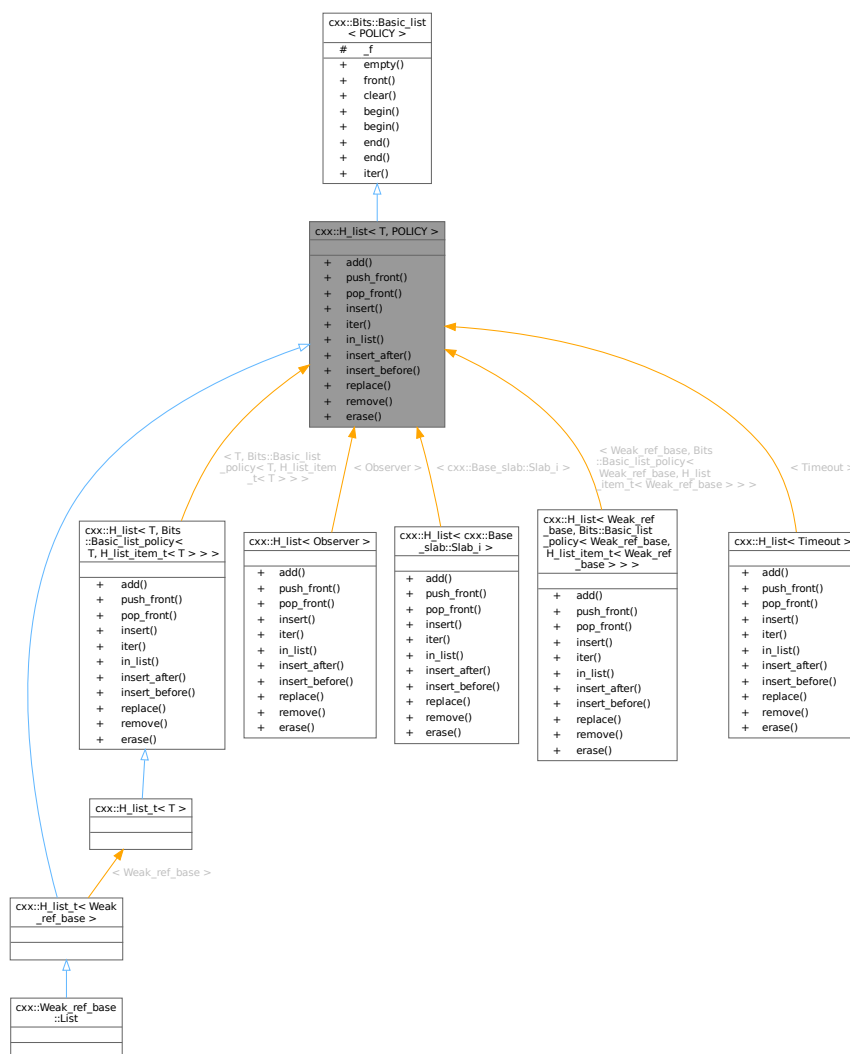 cxx::Bits::Basic_list
< POLICY >
# _f
+ empty()
+ front()
+ clear()
+ begin()
+ begin()
+ end()
+ end()
+ iter()
cxx::H_list< T, POLICY >
+ add()
+ push_front()
+ pop_front()
+ insert()
+ iter()
+ in_list()
+ insert_after()
+ insert_before()
+ replace()
+ remove()
+ erase()
< T, Bits::Basic_list
_policy< T, H_list_item
_t< T > > >
< Observer >
< cxx::Base_slab::Slab_i >
< Weak_ref_base, Bits
::Basic_list_policy<
Weak_ref_base, H_list
_item_t< Weak_ref_base > > >
< Timeout >
cxx::H_list< T, Bits
::Basic_list_policy<
T, H_list_item_t< T > > >
+ add()
+ push_front()
+ pop_front()
+ insert()
+ iter()
+ in_list()
+ insert_after()
+ insert_before()
+ replace()
+ remove()
+ erase()
cxx::H_list< Observer >
+ add()
+ push_front()
+ pop_front()
+ insert()
+ iter()
+ in_list()
+ insert_after()
+ insert_before()
+ replace()
+ remove()
+ erase()
cxx::H_list< cxx::Base
_slab::Slab_i >
+ add()
+ push_front()
+ pop_front()
+ insert()
+ iter()
+ in_list()
+ insert_after()
+ insert_before()
+ replace()
+ remove()
+ erase()
cxx::H_list< Weak_ref
_base, Bits::Basic_list
_policy< Weak_ref_base,
H_list_item_t< Weak_ref
_base > > >
+ add()
+ push_front()
+ pop_front()
+ insert()
+ iter()
+ in_list()
+ insert_after()
+ insert_before()
+ replace()
+ remove()
+ erase()
cxx::H_list< Timeout >
+ add()
+ push_front()
+ pop_front()
+ insert()
+ iter()
+ in_list()
+ insert_after()
+ insert_before()
+ replace()
+ remove()
+ erase()
cxx::H_list_t< T >
< Weak_ref_base >
cxx::H_list_t< Weak
_ref_base >
cxx::Weak_ref_base
::List